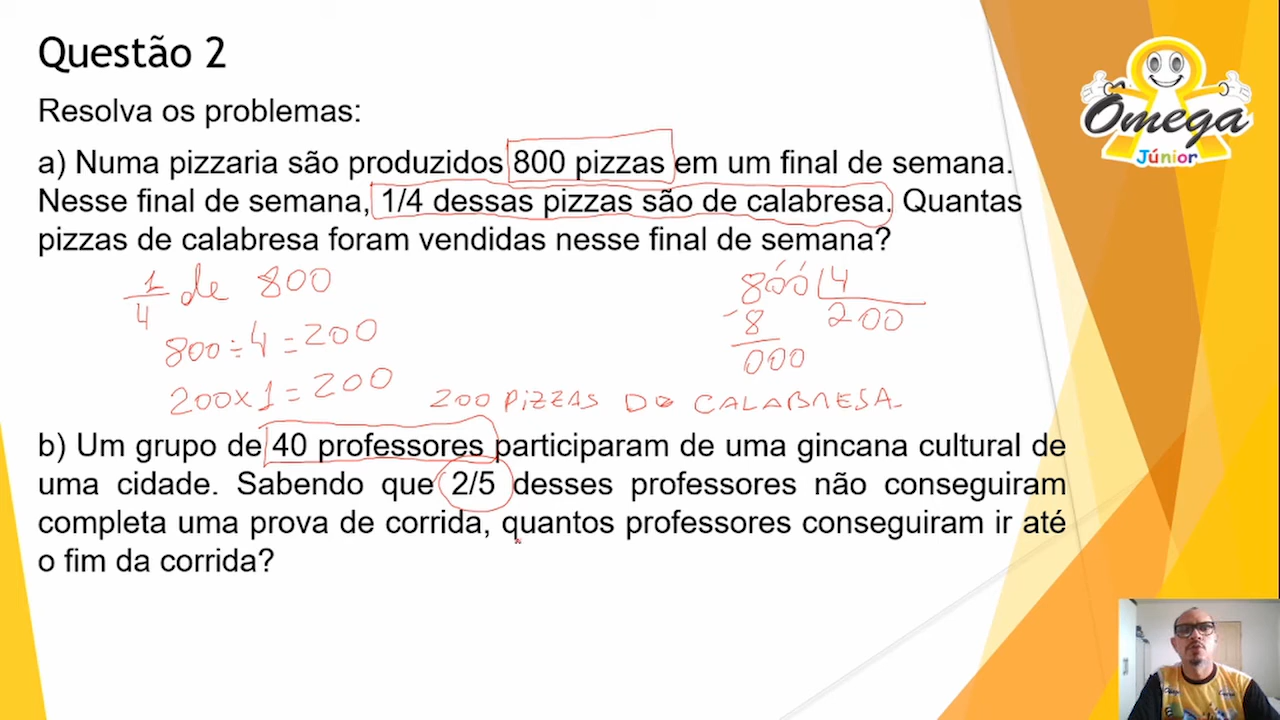 Questão 2
Resolva os problemas:
a) Numa pizzaria são produzidos 800 pizzas em um final de semana.
Nesse final de semana, 1/4 dessas pizzas são de calabresa. Quantas
pizzas de calabresa foram vendidas nesse final de semana?
1/4 de 800
800 ÷ 4 = 200
200 x 1 = 200
800 4
-8 200
000
200 PIZZAS DE CALABRESA
b) Um grupo de 40 professores participaram de uma gincana cultural de
uma cidade. Sabendo que 2/5 desses professores não conseguiram
completa uma prova de corrida, quantos professores conseguiram ir até
o fim da corrida?
Ômega
Júnior